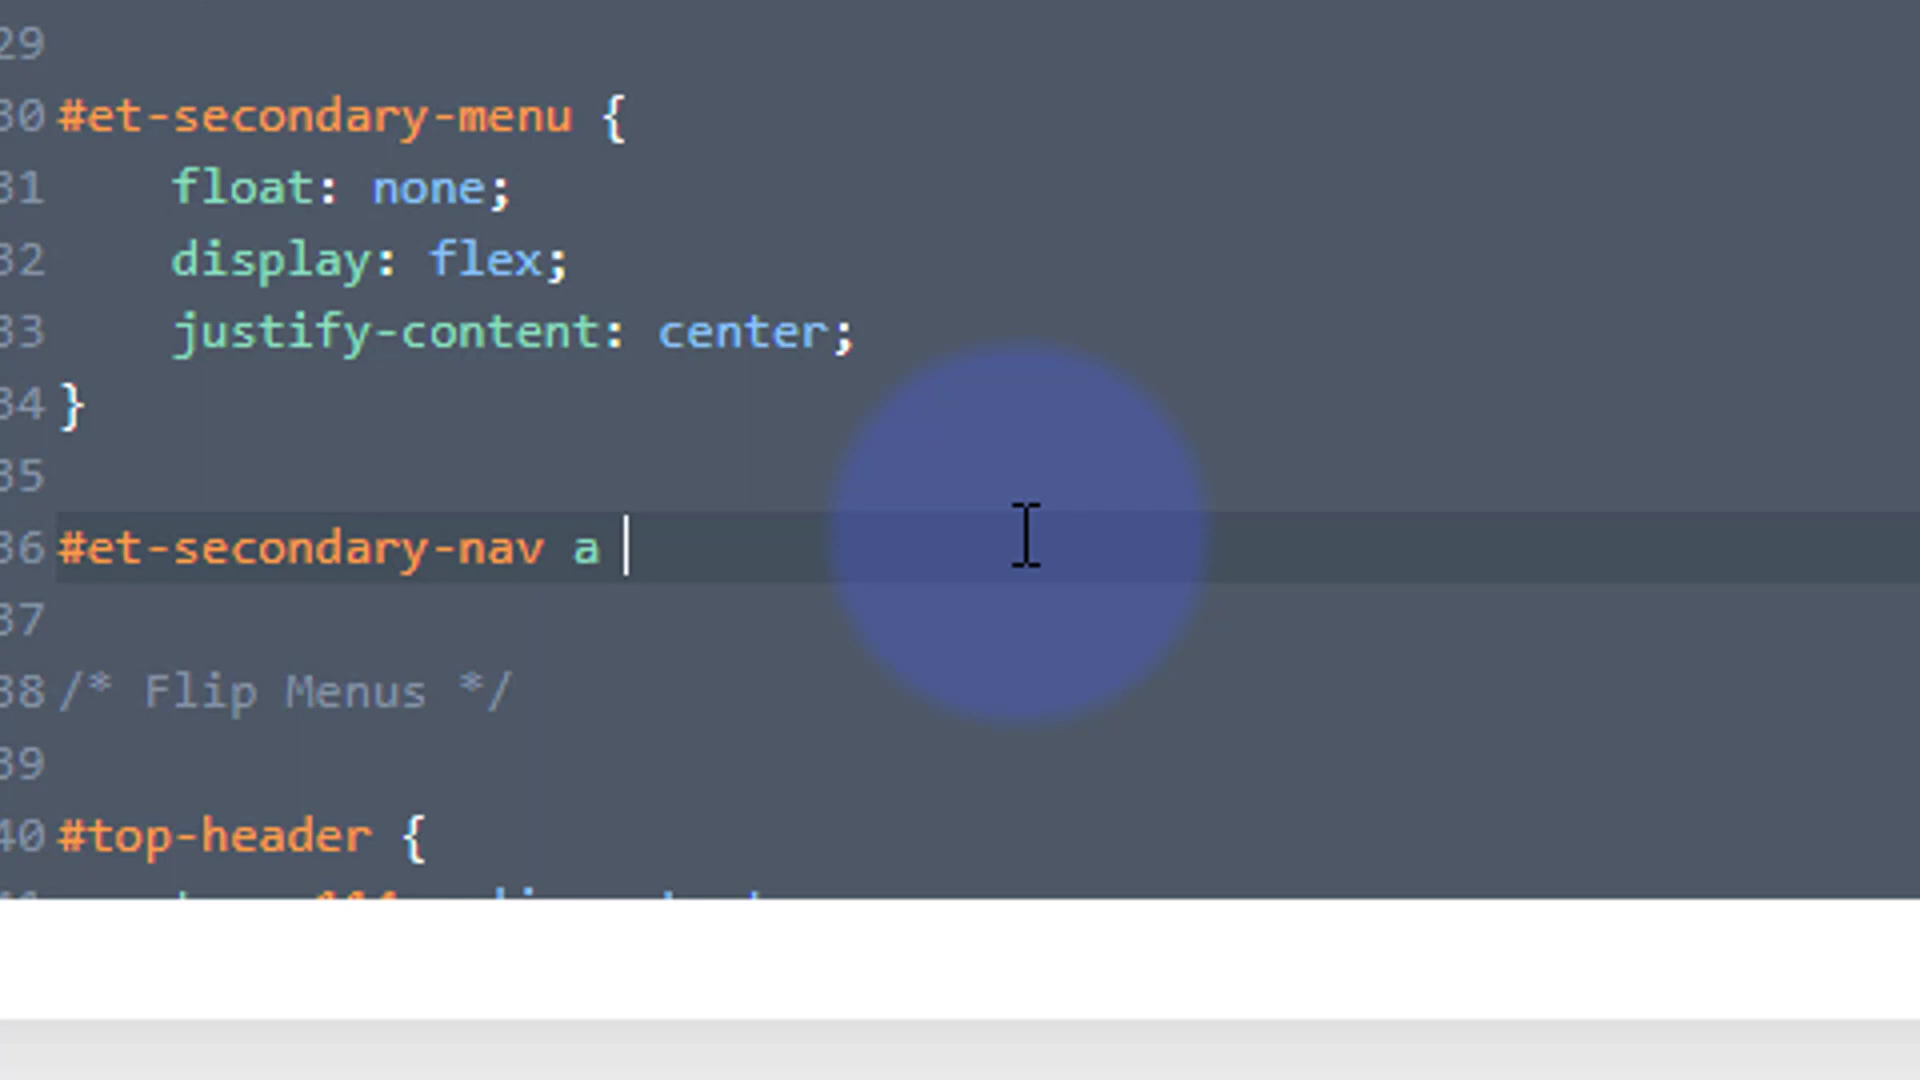 29
30 #et-secondary-menu {
31 float: none;
32 display: flex;
33 justify-content: center;
34 }
35
36 #et-secondary-nav a
37
38 /* Flip Menus */
39
40 #top-header {